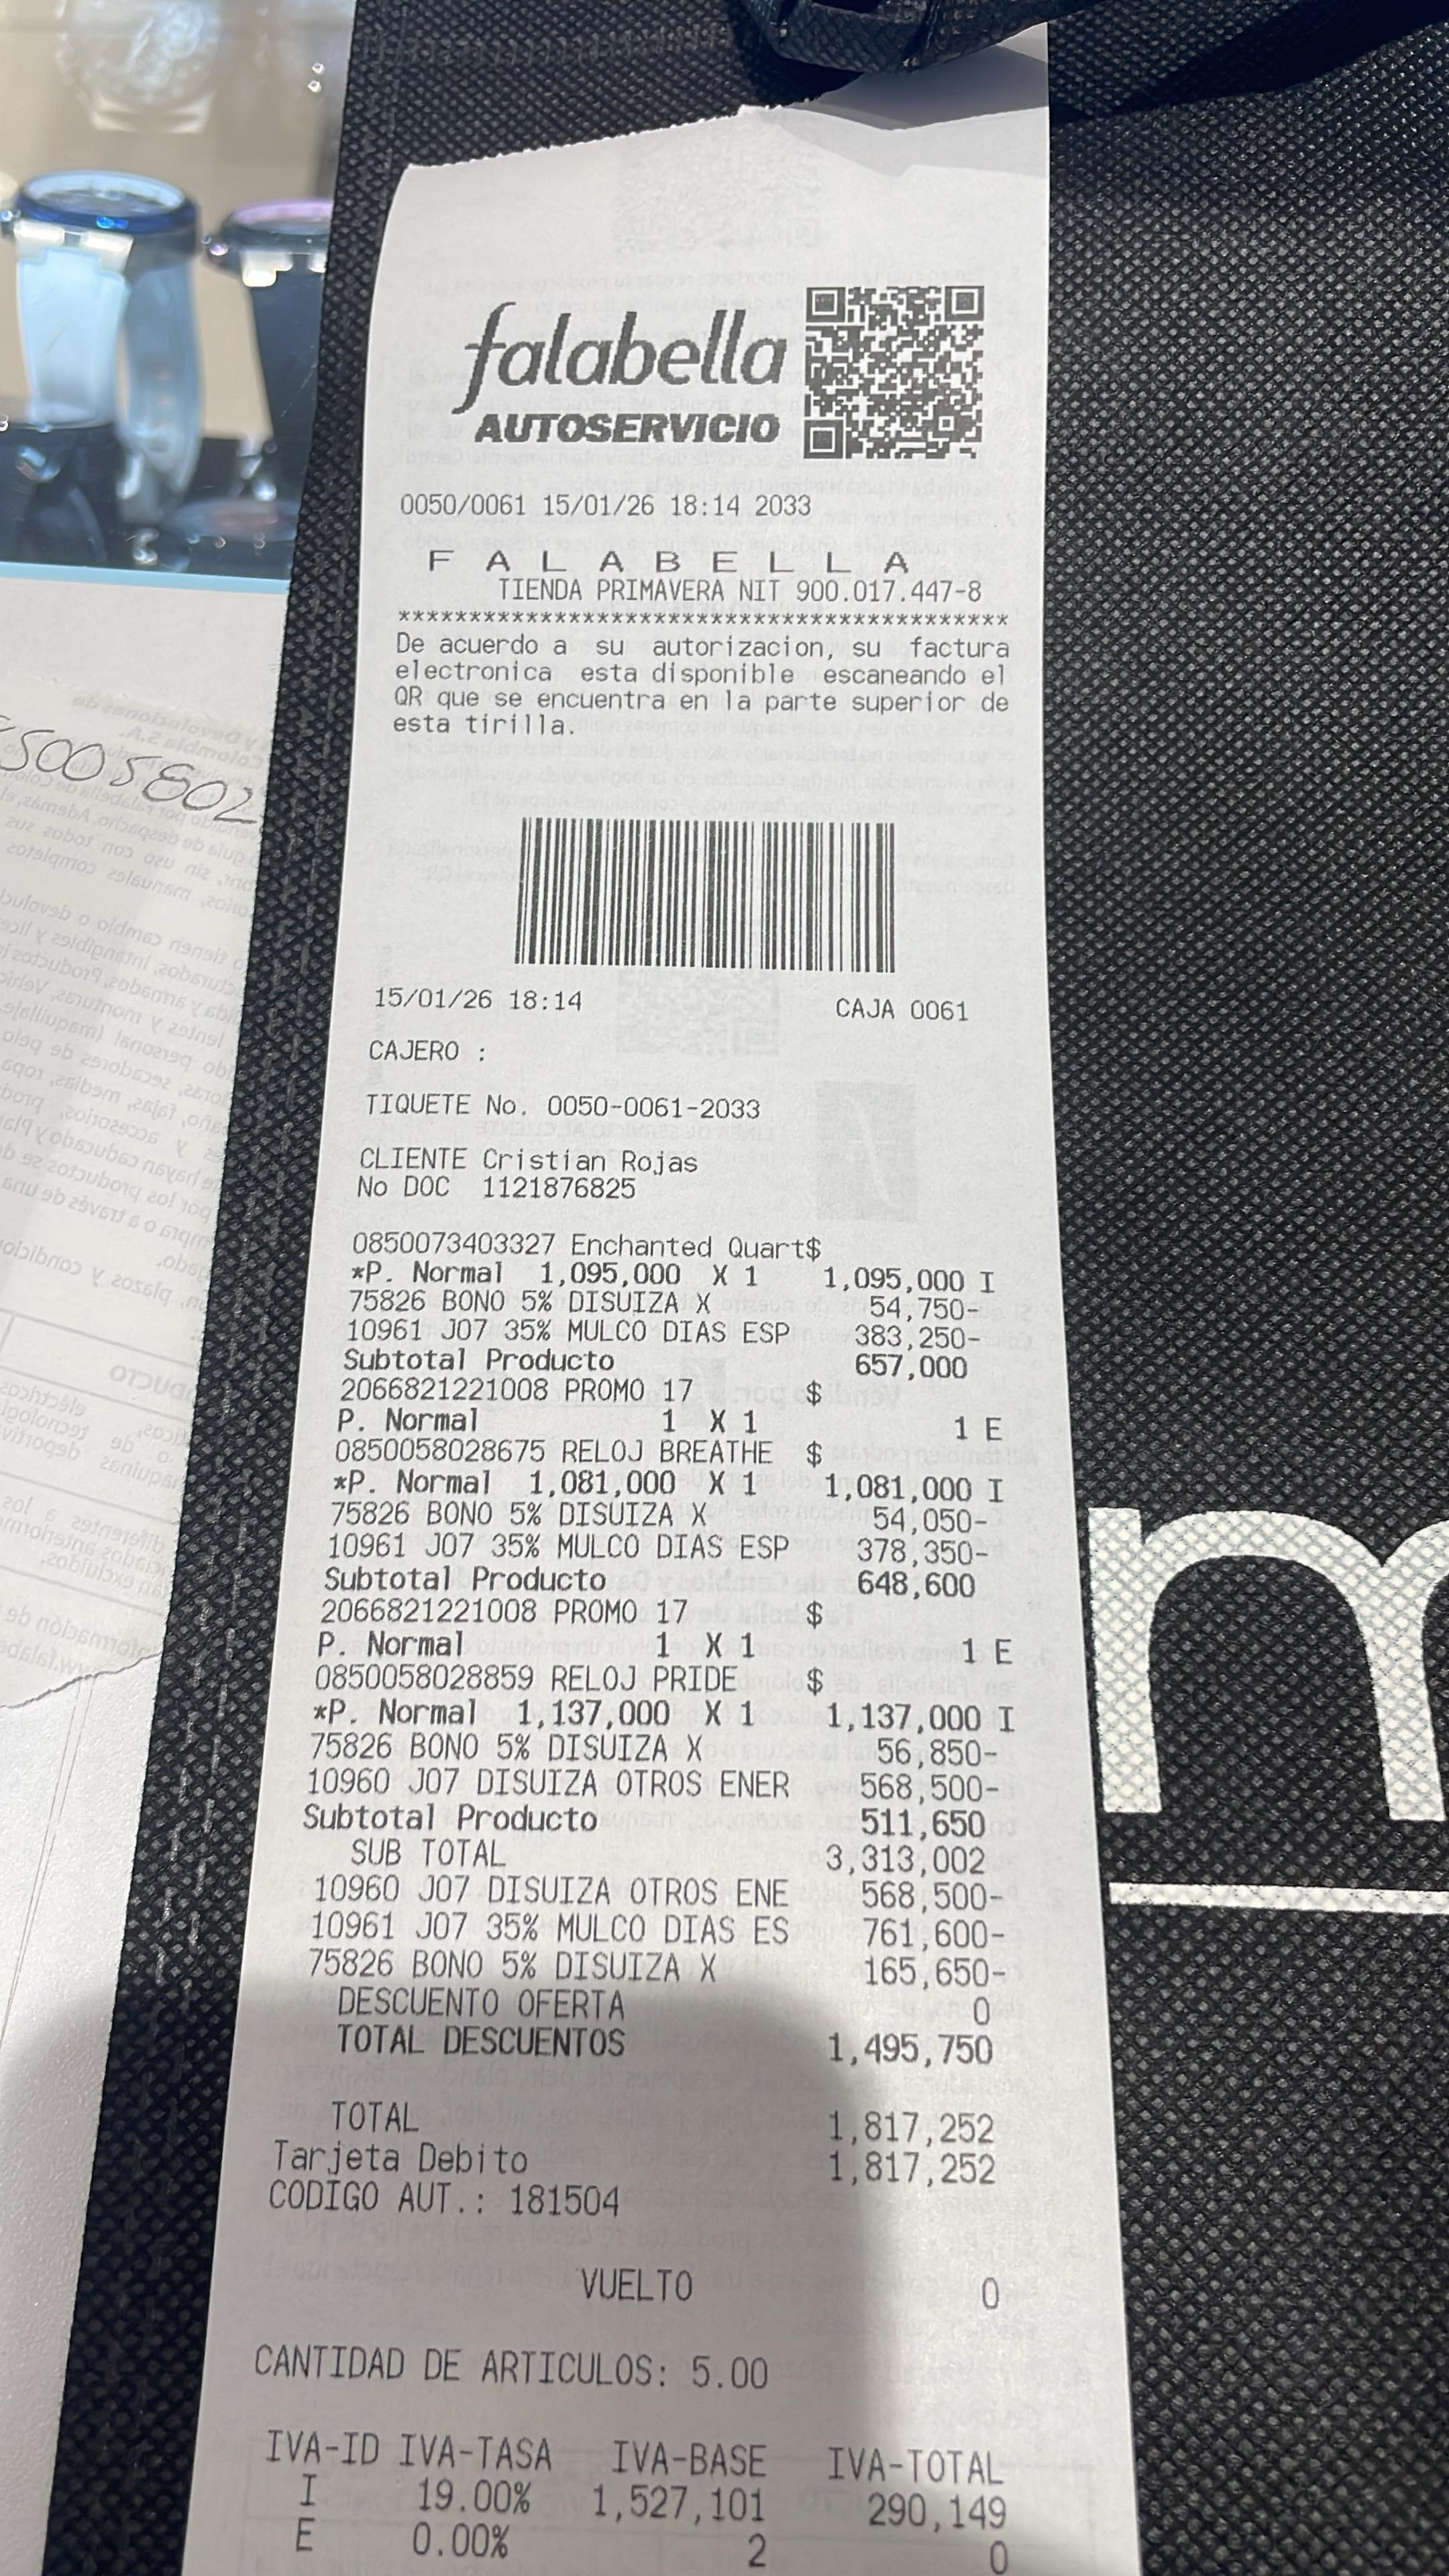 falabella
AUTOSERVICIO
0050/0061 15/01/26 18:14 2033
F A L A B E L L A
TIENDA PRIMAVERA NIT 900.017.447-8
*******************************************
De acuerdo a su autorizacion, su factura
electronica esta disponible escaneando el
QR que se encuentra en la parte superior de
esta tirilla.
15/01/26 18:14 CAJA 0061
CAJERO :
TIQUETE No. 0050-0061-2033
CLIENTE Cristian Rojas
No DOC 1121876825
0850073403327 Enchanted Quart$
*P. Normal 1,095,000 X 1 1,095,000 I
75826 BONO 5% DISUIZA X 54,750-
10961 J07 35% MULCO DIAS ESP 383,250-
Subtotal Producto 657,000
2066821221008 PROMO 17 $
P. Normal 1 X 1 1 E
0850058028675 RELOJ BREATHE $
*P. Normal 1,081,000 X 1 1,081,000 I
75826 BONO 5% DISUIZA X 54,050-
10961 J07 35% MULCO DIAS ESP 378,350-
Subtotal Producto 648,600
2066821221008 PROMO 17 $
P. Normal 1 X 1 1 E
0850058028859 RELOJ PRIDE $
*P. Normal 1,137,000 X 1 1,137,000 I
75826 BONO 5% DISUIZA X 56,850-
10960 J07 DISUIZA OTROS ENER 568,500-
Subtotal Producto 511,650
SUB TOTAL 3,313,002
10960 J07 DISUIZA OTROS ENE 568,500-
10961 J07 35% MULCO DIAS ES 761,600-
75826 BONO 5% DISUIZA X 165,650-
DESCUENTO OFERTA 0
TOTAL DESCUENTOS 1,495,750
TOTAL 1,817,252
Tarjeta Debito 1,817,252
CODIGO AUT.: 181504
VUELTO 0
CANTIDAD DE ARTICULOS: 5.00
IVA-ID IVA-TASA IVA-BASE IVA-TOTAL
I 19.00% 1,527,101 290,149
E 0.00% 2 0
5005802
m